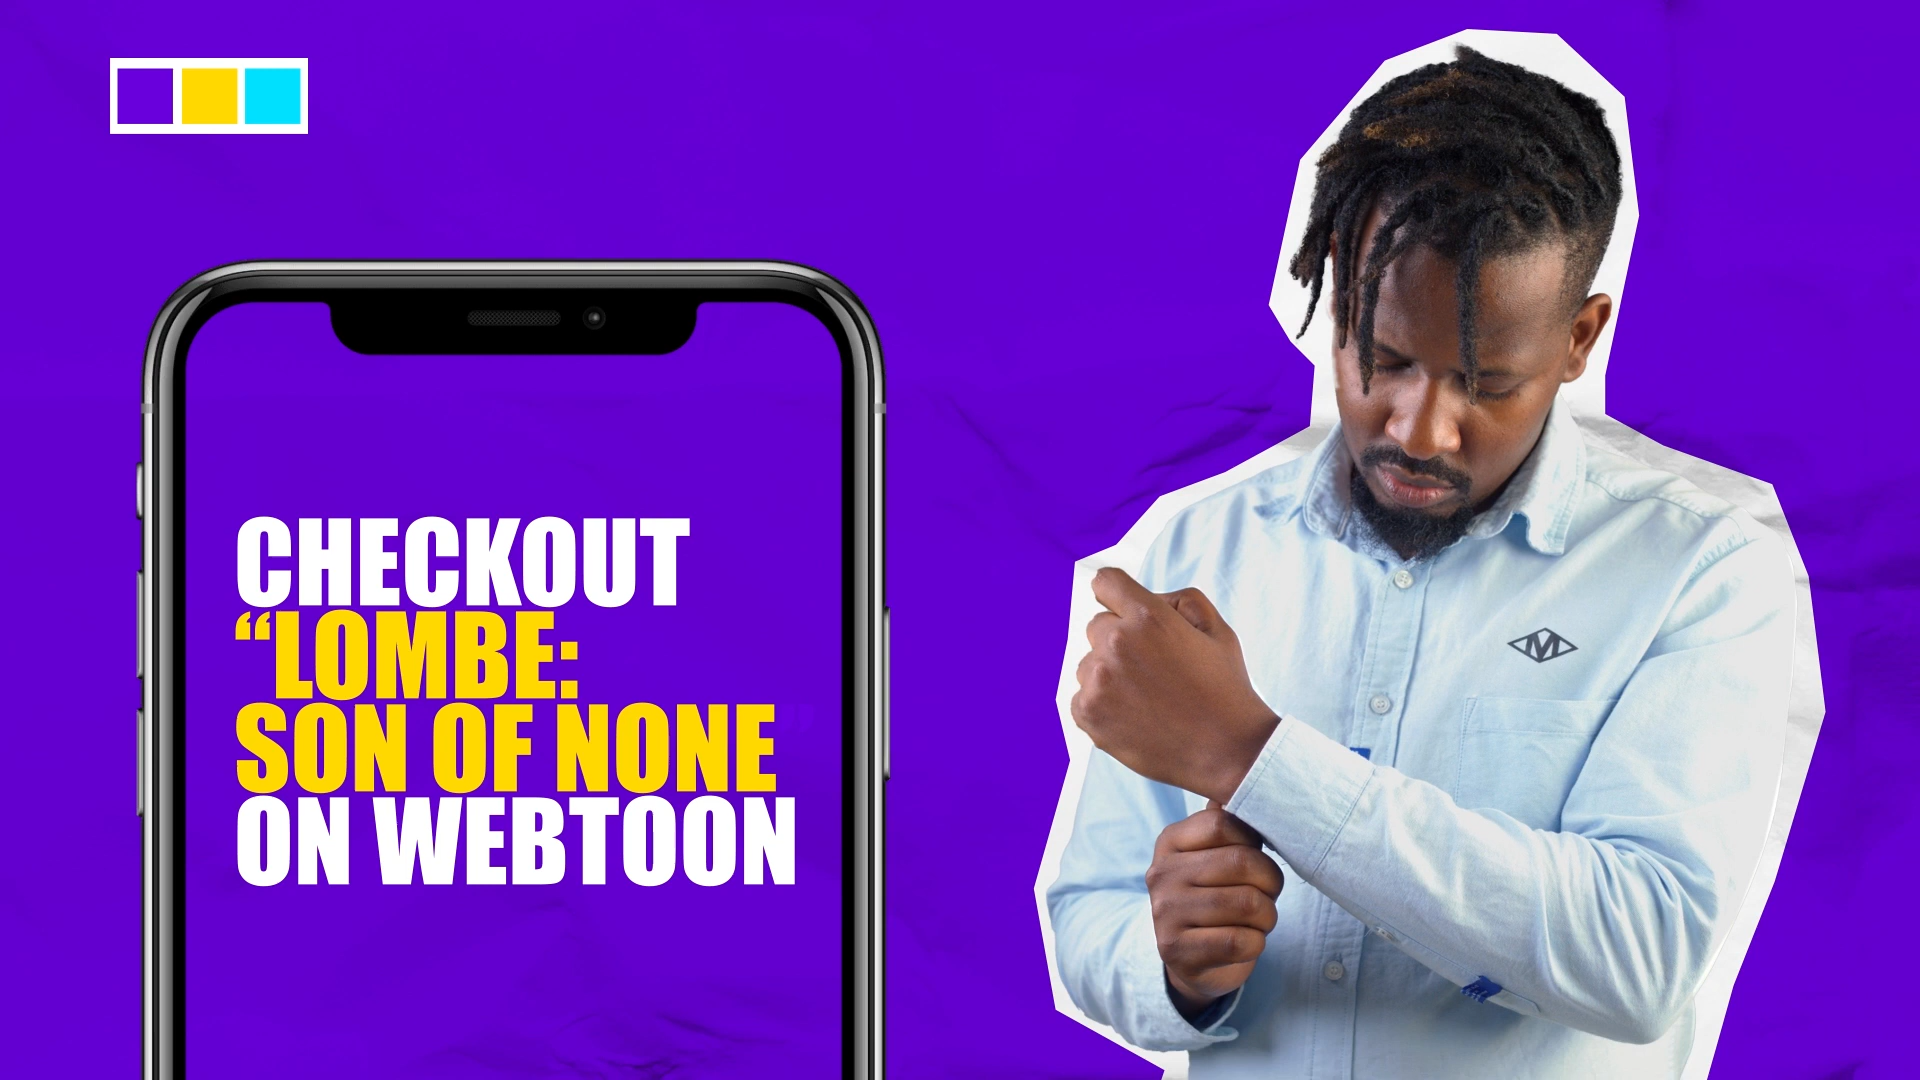 CHECKOUT
“LOMBE:
SON OF NONE
ON WEBTOON
M